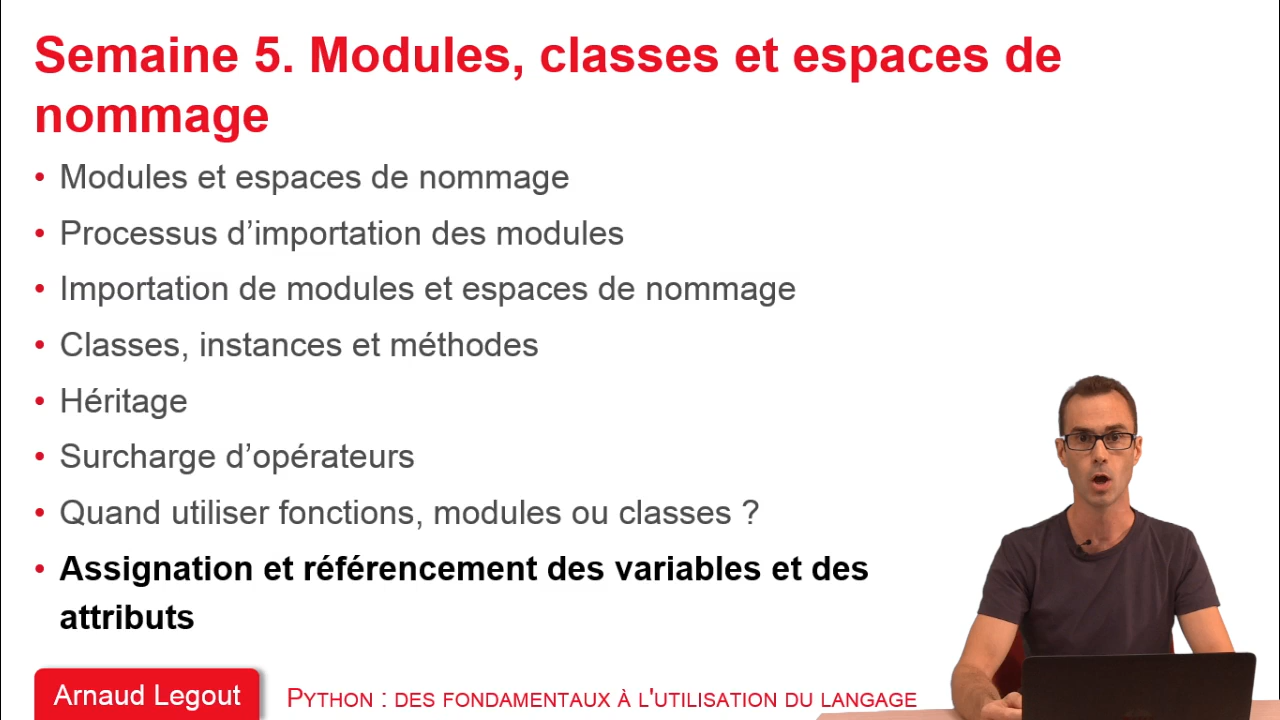 Semaine 5. Modules, classes et espaces de
nommage
• Modules et espaces de nommage
• Processus d’importation des modules
• Importation de modules et espaces de nommage
• Classes, instances et méthodes
• Héritage
• Surcharge d’opérateurs
• Quand utiliser fonctions, modules ou classes ?
• Assignation et référencement des variables et des
attributs
Arnaud Legout
PYTHON : DES FONDAMENTAUX À L'UTILISATION DU LANGAGE